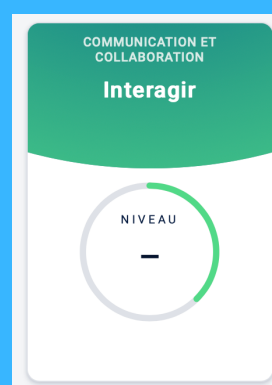 COMMUNICATION ET
COLLABORATION
Interagir
NIVEAU
–